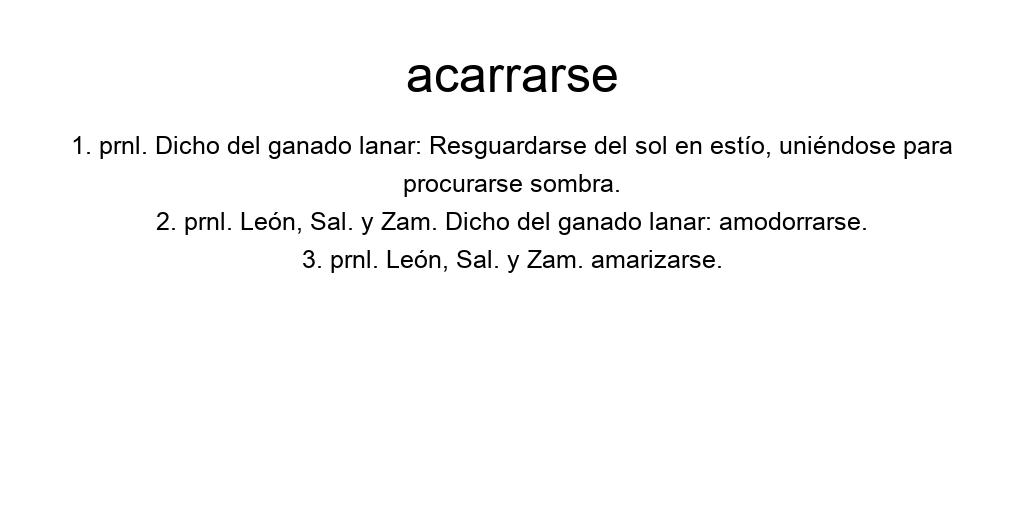 acarrarse
1. prnl. Dicho del ganado lanar: Resguardarse del sol en estío, uniéndose para
procurarse sombra.
2. prnl. León, Sal. y Zam. Dicho del ganado lanar: amodorrarse.
3. prnl. León, Sal. y Zam. amarizarse.